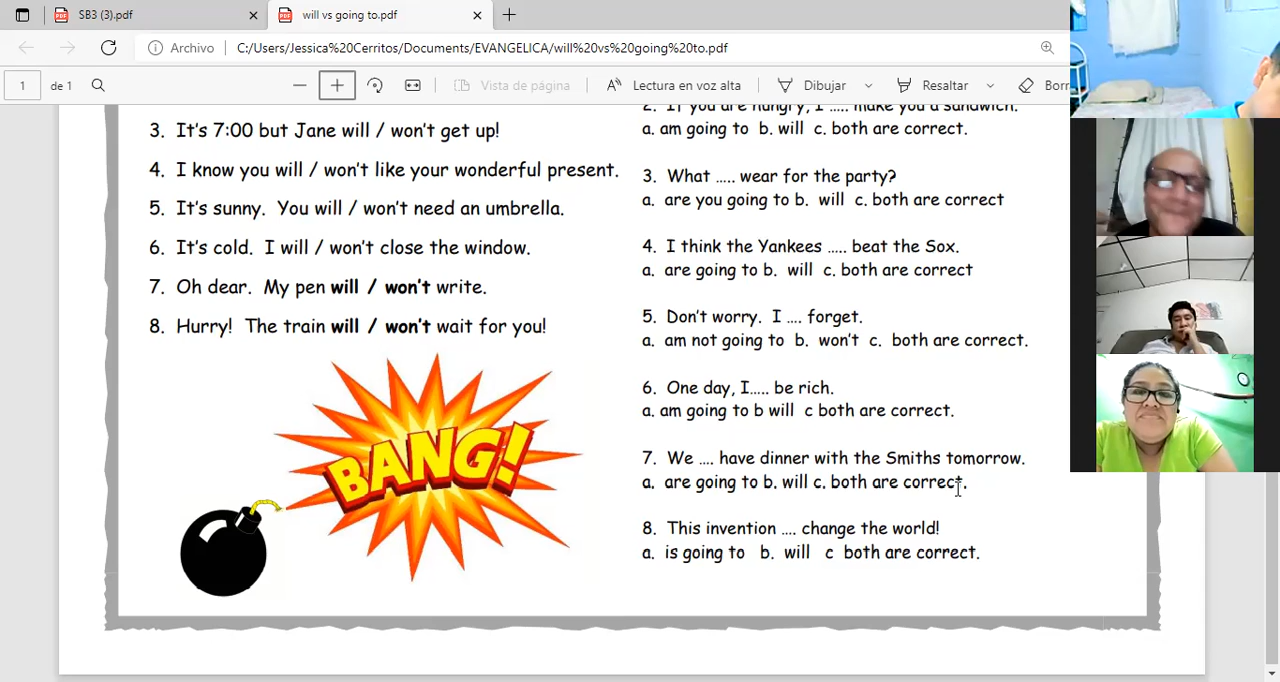 SB3 (3).pdf
will vs going to.pdf
Archivo
C:/Users/Jessica%20Cerritos/Documents/EVANGELICA/will%20vs%20going%20to.pdf
1
de 1
Vista de página
Lectura en voz alta
Dibujar
Resaltar
Borr
3. It's 7:00 but Jane will / won't get up!
4. I know you will / won't like your wonderful present.
5. It's sunny. You will / won't need an umbrella.
6. It's cold. I will / won't close the window.
7. Oh dear. My pen will / won't write.
8. Hurry! The train will / won't wait for you!
BANG!
2. If you are hungry, I ..... make you a sandwich.
a. am going to b. will c. both are correct.
3. What ..... wear for the party?
a. are you going to b. will c. both are correct
4. I think the Yankees ..... beat the Sox.
a. are going to b. will c. both are correct
5. Don't worry. I .... forget.
a. am not going to b. won't c. both are correct.
6. One day, I..... be rich.
a. am going to b will c both are correct.
7. We .... have dinner with the Smiths tomorrow.
a. are going to b. will c. both are correct.
8. This invention .... change the world!
a. is going to b. will c both are correct.